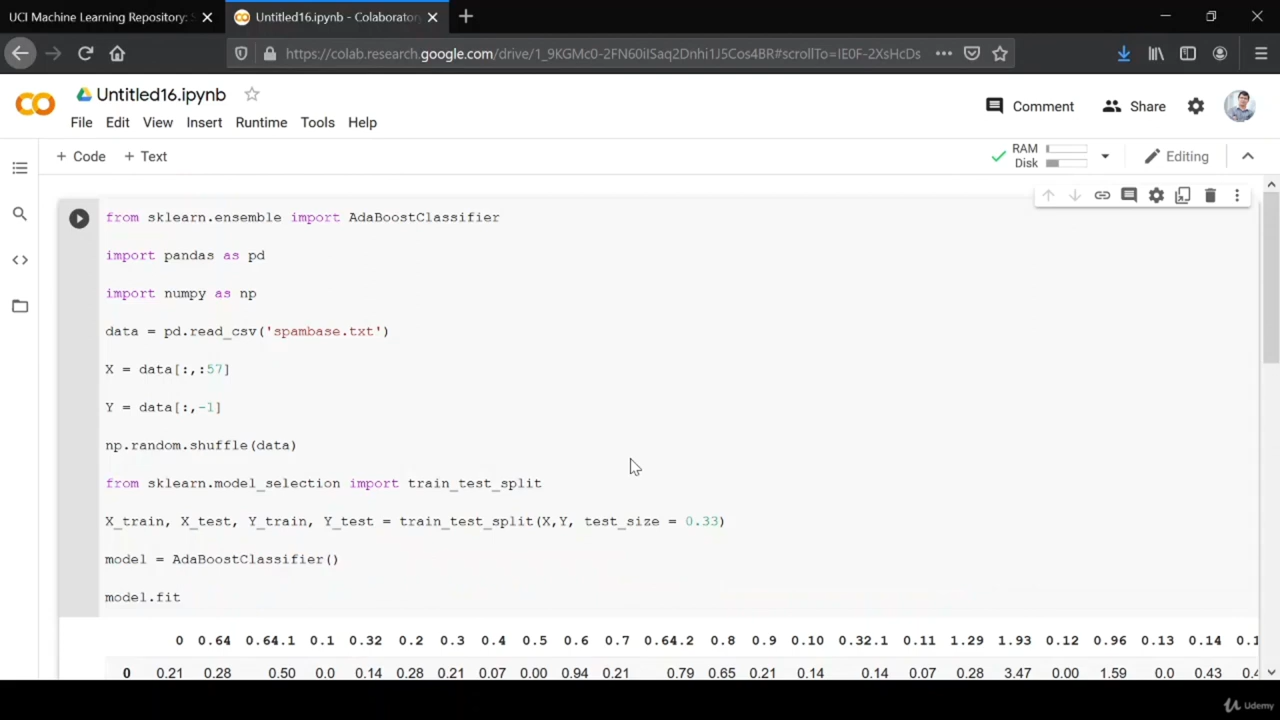 UCI Machine Learning Repository: S
Untitled16.ipynb - Colaboratory
https://colab.research.google.com/drive/1_9KGMc0-2FN60iISaq2Dnhi1J5Cos4BR#scrollTo=IE0F-2XsHcDs
Untitled16.ipynb
Comment Share
File Edit View Insert Runtime Tools Help
+ Code + Text
RAM
Disk
Editing
from sklearn.ensemble import AdaBoostClassifier
import pandas as pd
import numpy as np
data = pd.read_csv('spambase.txt')
X = data[:,:57]
Y = data[:,-1]
np.random.shuffle(data)
from sklearn.model_selection import train_test_split
X_train, X_test, Y_train, Y_test = train_test_split(X,Y, test_size = 0.33)
model = AdaBoostClassifier()
model.fit
0 0.64 0.64.1 0.1 0.32 0.2 0.3 0.4 0.5 0.6 0.7 0.64.2 0.8 0.9 0.10 0.32.1 0.11 1.29 1.93 0.12 0.96 0.13 0.14 0.1
0 0.21 0.28 0.50 0.0 0.14 0.28 0.21 0.07 0.00 0.94 0.21 0.79 0.65 0.21 0.14 0.14 0.07 0.28 3.47 0.00 1.59 0.0 0.43 0.4
Udemy